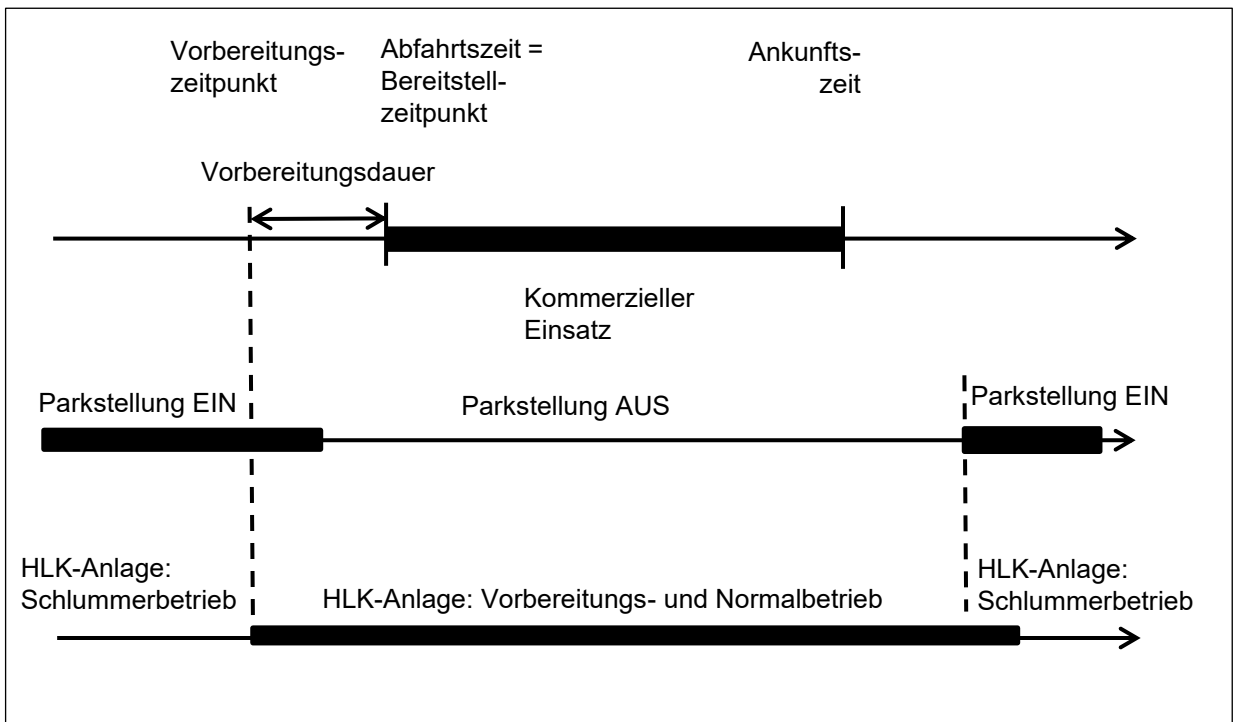 Vorbereitungs-
zeitpunkt
Abfahrtszeit =
Bereitstell-
zeitpunkt
Ankunfts-
zeit
Vorbereitungsdauer
Kommerzieller
Einsatz
Parkstellung EIN
Parkstellung AUS
Parkstellung EIN
HLK-Anlage:
Schlummerbetrieb
HLK-Anlage: Vorbereitungs- und Normalbetrieb
HLK-Anlage:
Schlummerbetrieb